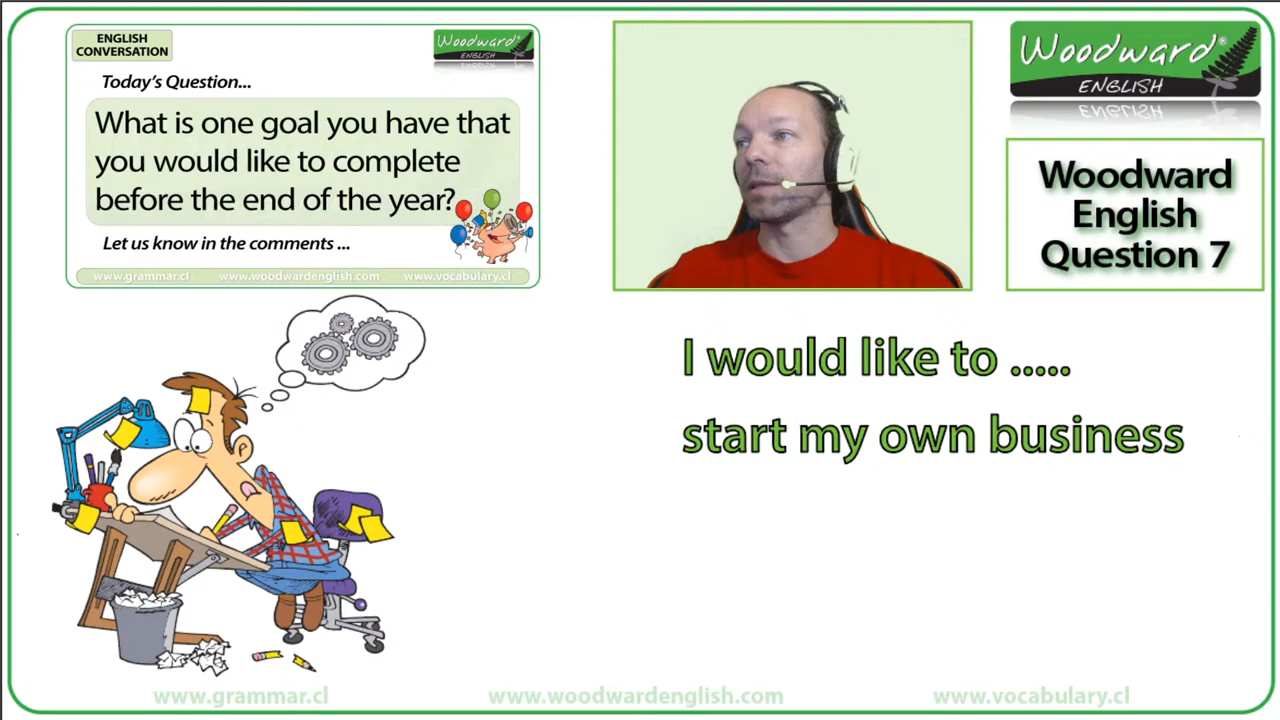 ENGLISH
CONVERSATION
Woodward®
ENGLISH
Today's Question...
What is one goal you have that
you would like to complete
before the end of the year?
Let us know in the comments ...
www.grammar.cl www.woodwardenglish.com www.vocabulary.cl
Woodward®
ENGLISH
Woodward
English
Question 7
I would like to .....
start my own business
www.grammar.cl www.woodwardenglish.com www.vocabulary.cl